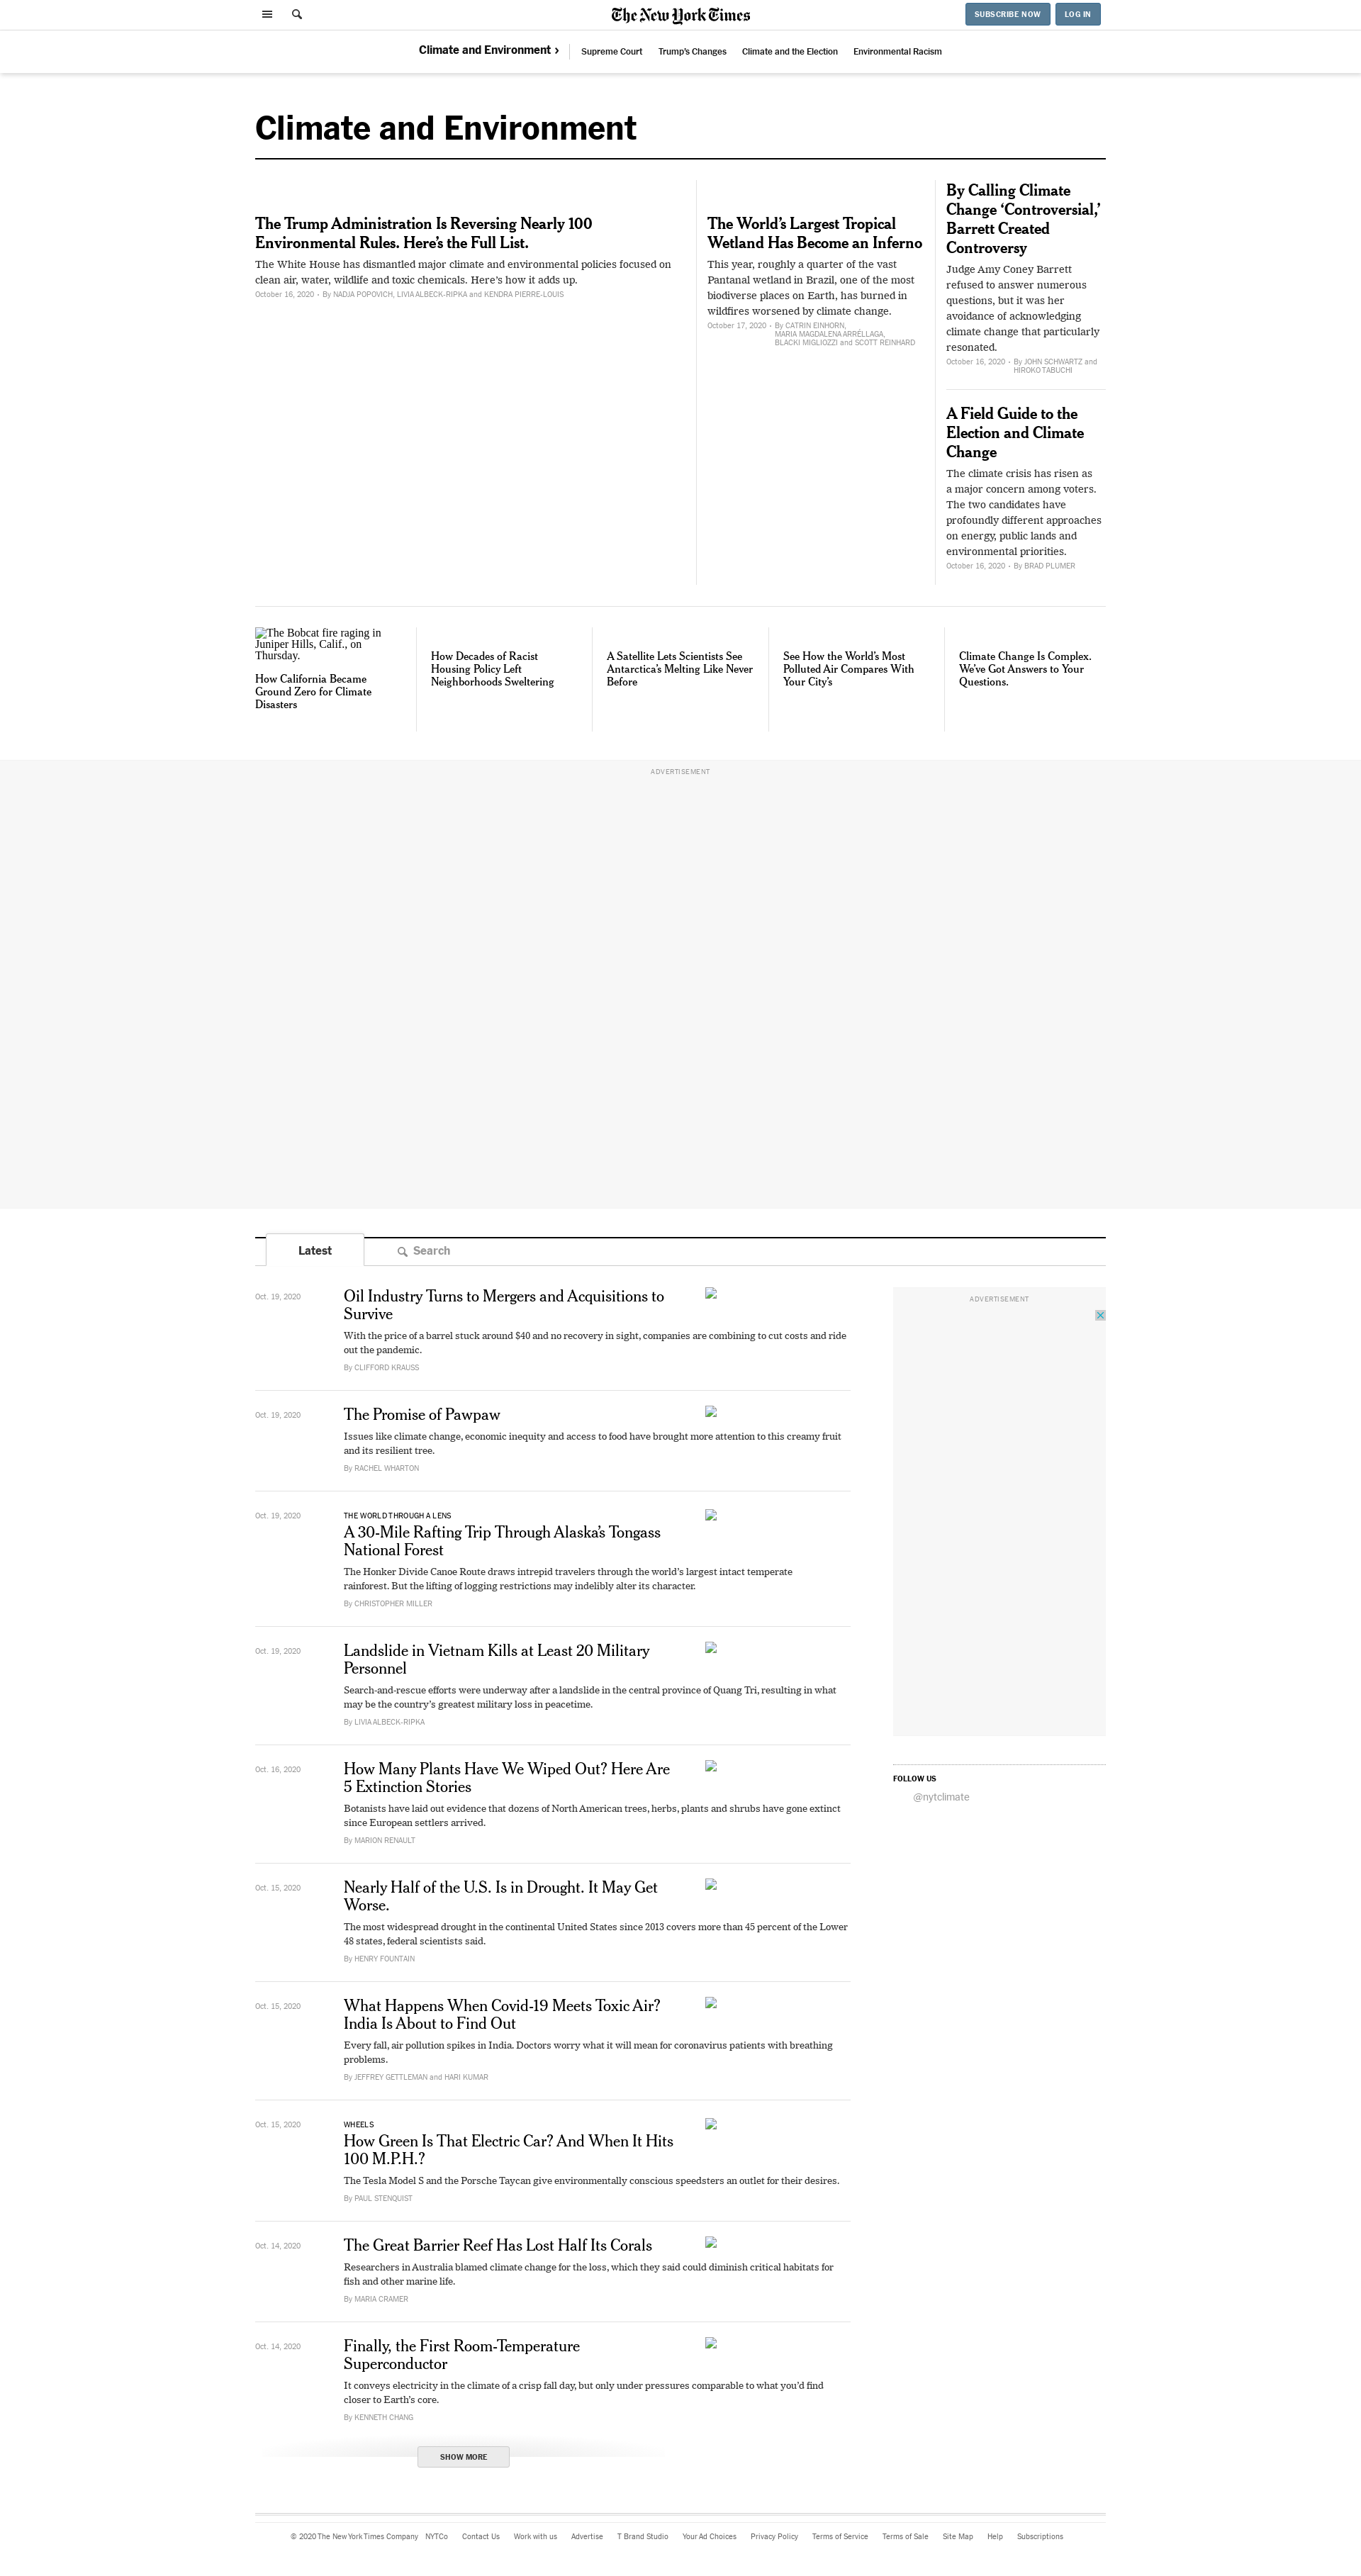 The New York Times
SUBSCRIBE NOW
LOG IN
Climate and Environment ›
Supreme Court
Trump's Changes
Climate and the Election
Environmental Racism
Climate and Environment
The Trump Administration Is Reversing Nearly 100
Environmental Rules. Here's the Full List.
The White House has dismantled major climate and environmental policies focused on
clean air, water, wildlife and toxic chemicals. Here's how it adds up.
October 16, 2020 • By NADJA POPOVICH, LIVIA ALBECK-RIPKA and KENDRA PIERRE-LOUIS
The World's Largest Tropical
Wetland Has Become an Inferno
This year, roughly a quarter of the vast
Pantanal wetland in Brazil, one of the most
biodiverse places on Earth, has burned in
wildfires worsened by climate change.
October 17, 2020 • By CATRIN EINHORN,
MARIA MAGDALENA ARRÉLLAGA,
BLACKI MIGLIOZZI and SCOTT REINHARD
By Calling Climate
Change 'Controversial,'
Barrett Created
Controversy
Judge Amy Coney Barrett
refused to answer numerous
questions, but it was her
avoidance of acknowledging
climate change that particularly
resonated.
October 16, 2020 • By JOHN SCHWARTZ and
HIROKO TABUCHI
A Field Guide to the
Election and Climate
Change
The climate crisis has risen as
a major concern among voters.
The two candidates have
profoundly different approaches
on energy, public lands and
environmental priorities.
October 16, 2020 • By BRAD PLUMER
The Bobcat fire raging in
Juniper Hills, Calif., on
Thursday.
How California Became
Ground Zero for Climate
Disasters
How Decades of Racist
Housing Policy Left
Neighborhoods Sweltering
A Satellite Lets Scientists See
Antarctica's Melting Like Never
Before
See How the World's Most
Polluted Air Compares With
Your City's
Climate Change Is Complex.
We've Got Answers to Your
Questions.
ADVERTISEMENT
Latest
Search
Oct. 19, 2020
Oil Industry Turns to Mergers and Acquisitions to
Survive
With the price of a barrel stuck around $40 and no recovery in sight, companies are combining to cut costs and ride
out the pandemic.
By CLIFFORD KRAUSS
ADVERTISEMENT
Oct. 19, 2020
The Promise of Pawpaw
Issues like climate change, economic inequity and access to food have brought more attention to this creamy fruit
and its resilient tree.
By RACHEL WHARTON
Oct. 19, 2020
THE WORLD THROUGH A LENS
A 30-Mile Rafting Trip Through Alaska's Tongass
National Forest
The Honker Divide Canoe Route draws intrepid travelers through the world's largest intact temperate
rainforest. But the lifting of logging restrictions may indelibly alter its character.
By CHRISTOPHER MILLER
Oct. 19, 2020
Landslide in Vietnam Kills at Least 20 Military
Personnel
Search-and-rescue efforts were underway after a landslide in the central province of Quang Tri, resulting in what
may be the country's greatest military loss in peacetime.
By LIVIA ALBECK-RIPKA
Oct. 16, 2020
How Many Plants Have We Wiped Out? Here Are
5 Extinction Stories
Botanists have laid out evidence that dozens of North American trees, herbs, plants and shrubs have gone extinct
since European settlers arrived.
By MARION RENAULT
FOLLOW US
@nytclimate
Oct. 15, 2020
Nearly Half of the U.S. Is in Drought. It May Get
Worse.
The most widespread drought in the continental United States since 2013 covers more than 45 percent of the Lower
48 states, federal scientists said.
By HENRY FOUNTAIN
Oct. 15, 2020
What Happens When Covid-19 Meets Toxic Air?
India Is About to Find Out
Every fall, air pollution spikes in India. Doctors worry what it will mean for coronavirus patients with breathing
problems.
By JEFFREY GETTLEMAN and HARI KUMAR
Oct. 15, 2020
WHEELS
How Green Is That Electric Car? And When It Hits
100 M.P.H.?
The Tesla Model S and the Porsche Taycan give environmentally conscious speedsters an outlet for their desires.
By PAUL STENQUIST
Oct. 14, 2020
The Great Barrier Reef Has Lost Half Its Corals
Researchers in Australia blamed climate change for the loss, which they said could diminish critical habitats for
fish and other marine life.
By MARIA CRAMER
Oct. 14, 2020
Finally, the First Room-Temperature
Superconductor
It conveys electricity in the climate of a crisp fall day, but only under pressures comparable to what you'd find
closer to Earth's core.
By KENNETH CHANG
SHOW MORE
© 2020 The New York Times Company NYTCo Contact Us Work with us Advertise T Brand Studio Your Ad Choices Privacy Policy Terms of Service Terms of Sale Site Map Help Subscriptions